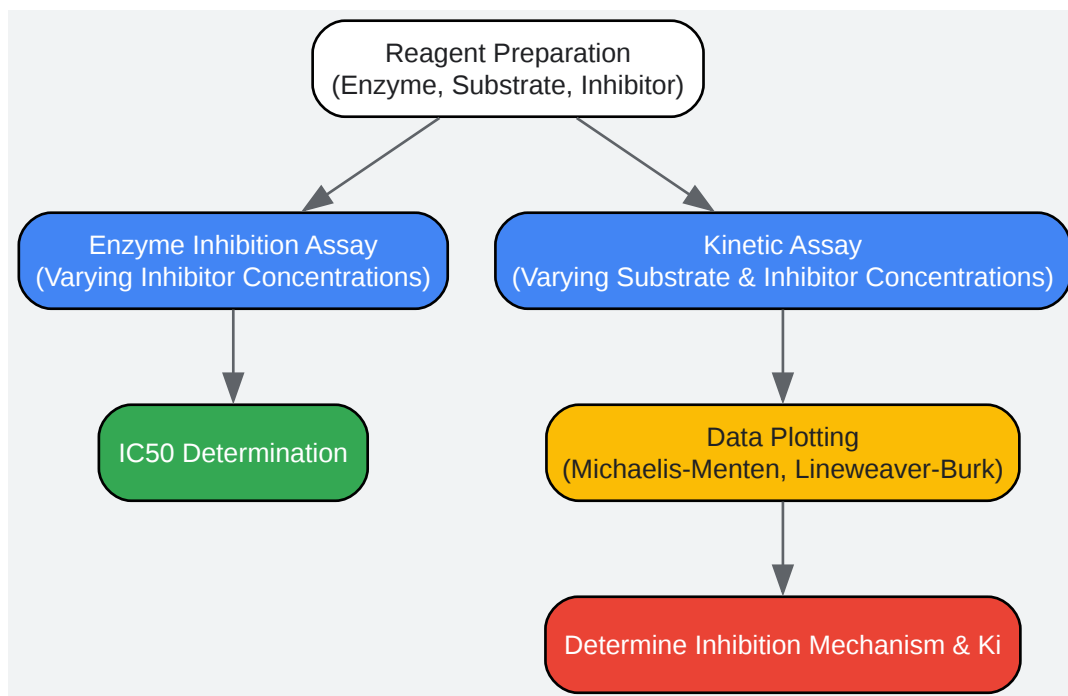 Reagent Preparation
(Enzyme, Substrate, Inhibitor)
Enzyme Inhibition Assay
(Varying Inhibitor Concentrations)
Kinetic Assay
(Varying Substrate & Inhibitor Concentrations)
IC50 Determination
Data Plotting
(Michaelis-Menten, Lineweaver-Burk)
Determine Inhibition Mechanism & Ki